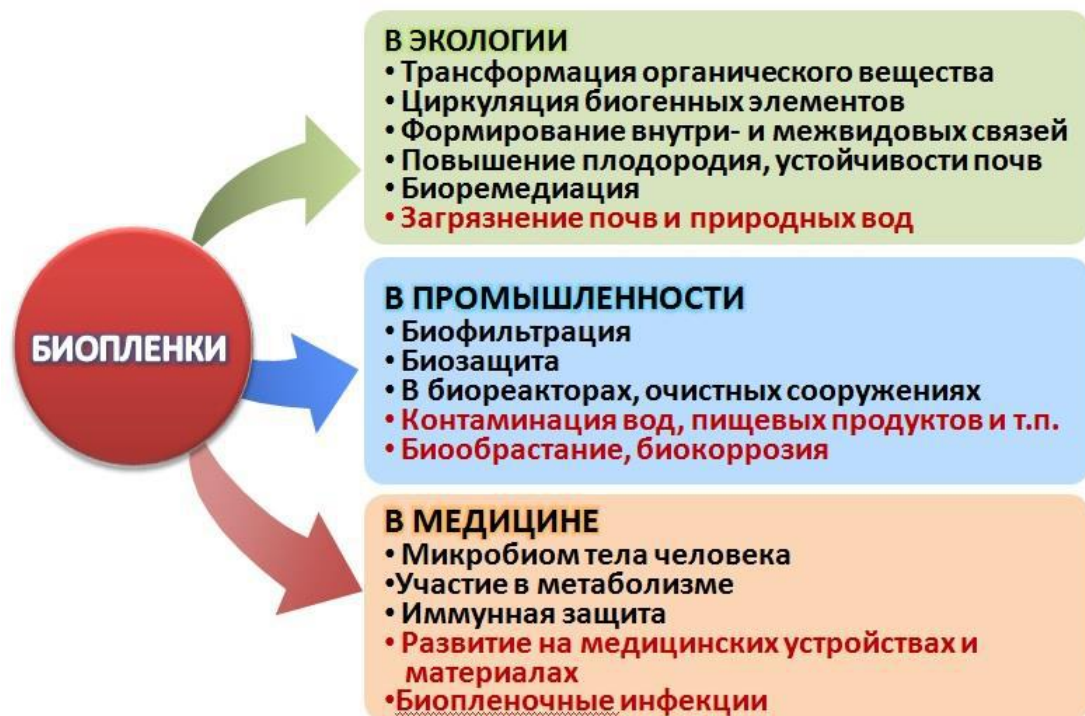 В ЭКОЛОГИИ
• Трансформация органического вещества
• Циркуляция биогенных элементов
• Формирование внутри- и межвидовых связей
• Повышение плодородия, устойчивости почв
• Биоремедиация
• Загрязнение почв и природных вод
БИОПЛЕНКИ
В ПРОМЫШЛЕННОСТИ
• Биофильтрация
• Биозащита
• В биореакторах, очистных сооружениях
• Контаминация вод, пищевых продуктов и т.п.
• Биообрастание, биокоррозия
В МЕДИЦИНЕ
• Микробиом тела человека
•Участие в метаболизме
• Иммунная защита
• Развитие на медицинских устройствах и
материалах
•Биопленочные инфекции